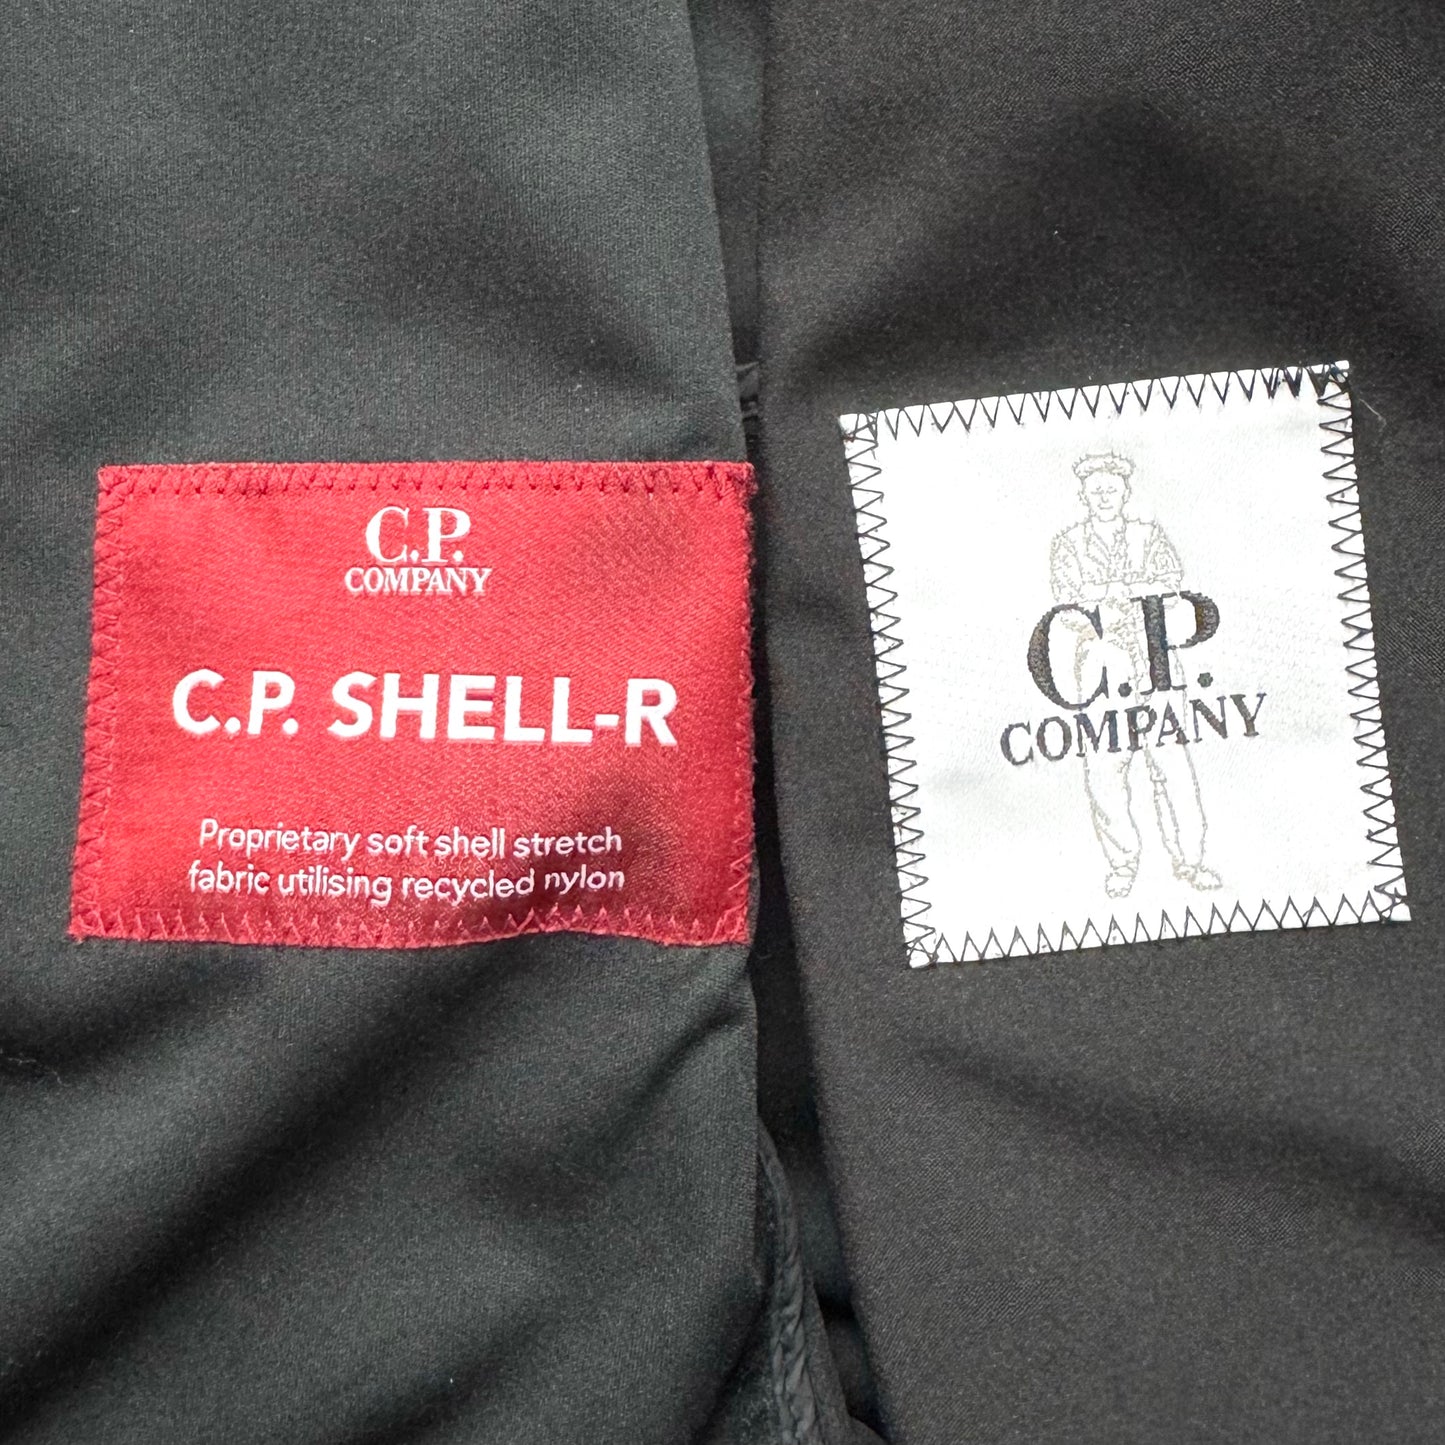 C.P.
COMPANY
C.P. SHELL-R
Proprietary soft shell stretch
fabric utilising recycled nylon
C.P.
COMPANY